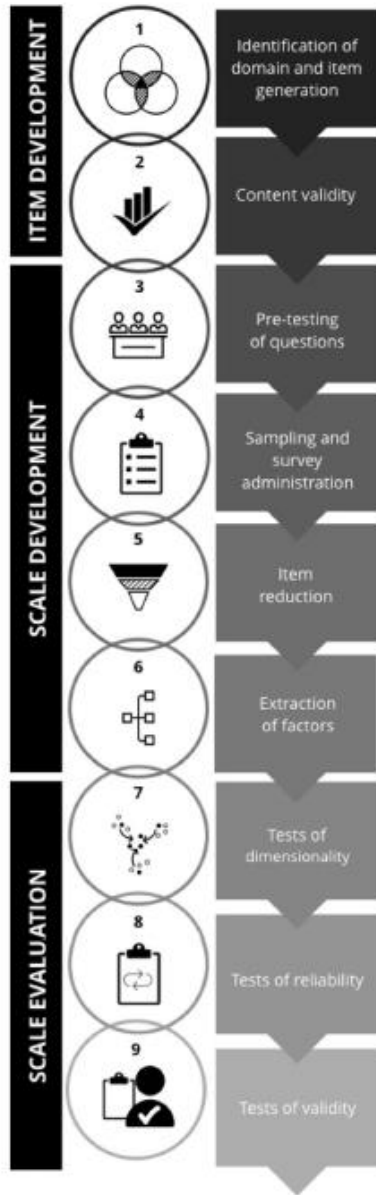 ITEM DEVELOPMENT
1
Identification of
domain and item
generation
2
Content validity
SCALE DEVELOPMENT
3
Pre-testing
of questions
4
Sampling and
survey
administration
5
Item
reduction
6
Extraction
of factors
SCALE EVALUATION
7
Tests of
dimensionality
8
Tests of reliability
9
Tests of validity